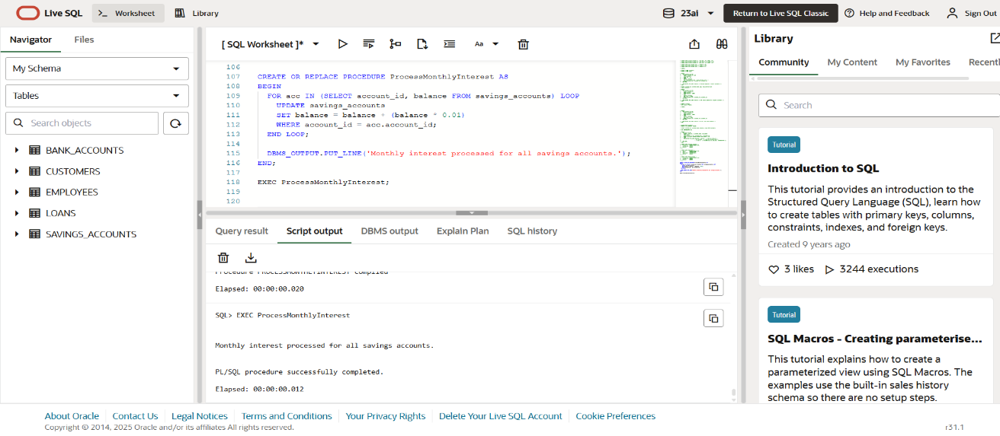 Live SQL
Worksheet
Library
23ai
Return to Live SQL Classic
Help and Feedback
Sign Out
Navigator
Files
My Schema
Tables
Search objects
BANK_ACCOUNTS
CUSTOMERS
EMPLOYEES
LOANS
SAVINGS_ACCOUNTS
[ SQL Worksheet ]*
Aa
106
107 CREATE OR REPLACE PROCEDURE ProcessMonthlyInterest AS
108 BEGIN
109 FOR acc IN (SELECT account_id, balance FROM savings_accounts) LOOP
110 UPDATE savings_accounts
111 SET balance = balance + (balance * 0.01)
112 WHERE account_id = acc.account_id;
113 END LOOP;
114
115 DBMS_OUTPUT.PUT_LINE('Monthly interest processed for all savings accounts.');
116 END;
117
118 EXEC ProcessMonthlyInterest;
119
120
Query result
Script output
DBMS output
Explain Plan
SQL history
Procedure PROCESSMONTHLYINTEREST compiled
Elapsed: 00:00:00.020
SQL> EXEC ProcessMonthlyInterest
Monthly interest processed for all savings accounts.
PL/SQL procedure successfully completed.
Elapsed: 00:00:00.012
Library
Community
My Content
My Favorites
Recent
Search
Tutorial
Introduction to SQL
This tutorial provides an introduction to the
Structured Query Language (SQL), learn how
to create tables with primary keys, columns,
constraints, indexes, and foreign keys.
Created 9 years ago
3 likes
3244 executions
Tutorial
SQL Macros - Creating parameterise...
This tutorial explains how to create a
parameterized view using SQL Macros. The
examples use the built-in sales history
schema so there are no setup steps.
About Oracle
Contact Us
Legal Notices
Terms and Conditions
Your Privacy Rights
Delete Your Live SQL Account
Cookie Preferences
Copyright © 2014, 2025 Oracle and/or its affiliates All rights reserved.
r31.1